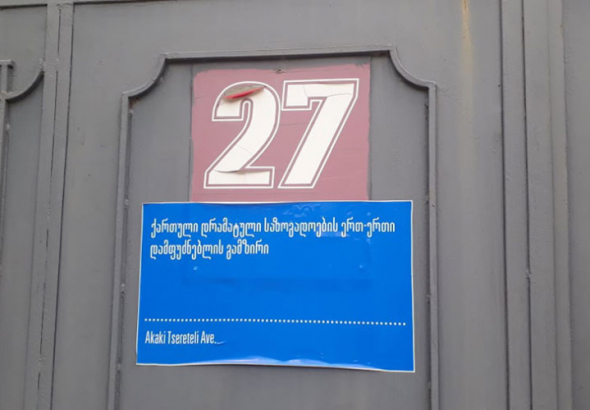 27
ქართული დრამატული საზოგადოების ერთ-ერთი
დამფუძნებლის გამზირი
Akaki Tsereteli Ave.